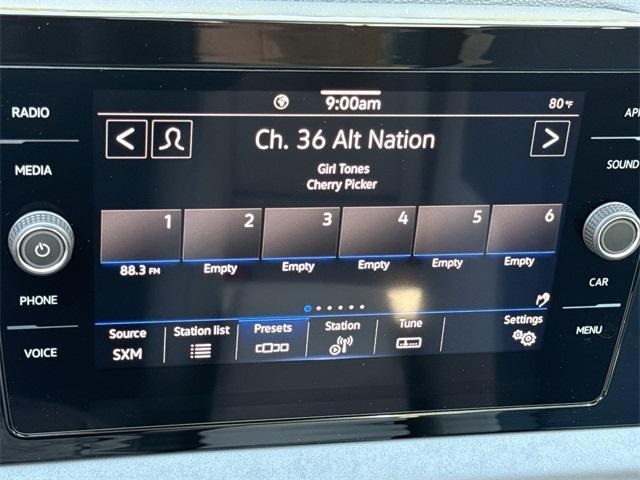 RADIO
MEDIA
PHONE
VOICE
9:00am
80°F
Ch. 36 Alt Nation
Girl Tones
Cherry Picker
1
2
3
4
5
6
88.3 FM
Empty
Empty
Empty
Empty
Empty
Source
SXM
Station list
Presets
Station
Tune
Settings
SOUND
CAR
MENU